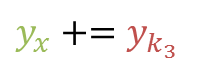 y_x += y_{k_3}